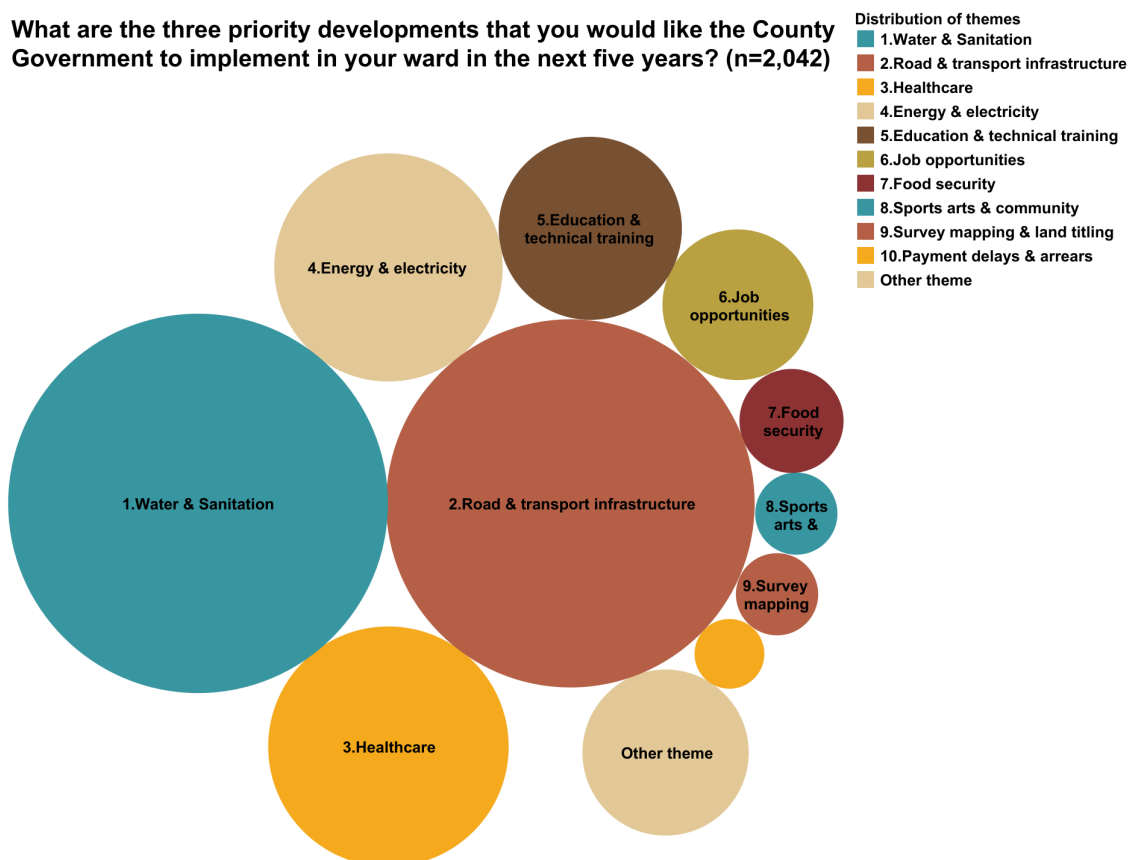 What are the three priority developments that you would like the County
Government to implement in your ward in the next five years? (n=2,042)
Distribution of themes
1.Water & Sanitation
2.Road & transport infrastructure
3.Healthcare
4.Energy & electricity
5.Education & technical training
6.Job opportunities
7.Food security
8.Sports arts & community
9.Survey mapping & land titling
10.Payment delays & arrears
Other theme
5.Education &
technical training
4.Energy & electricity
6.Job
opportunities
7.Food
security
1.Water & Sanitation
2.Road & transport infrastructure
8.Sports
arts &
9.Survey
mapping
3.Healthcare
Other theme